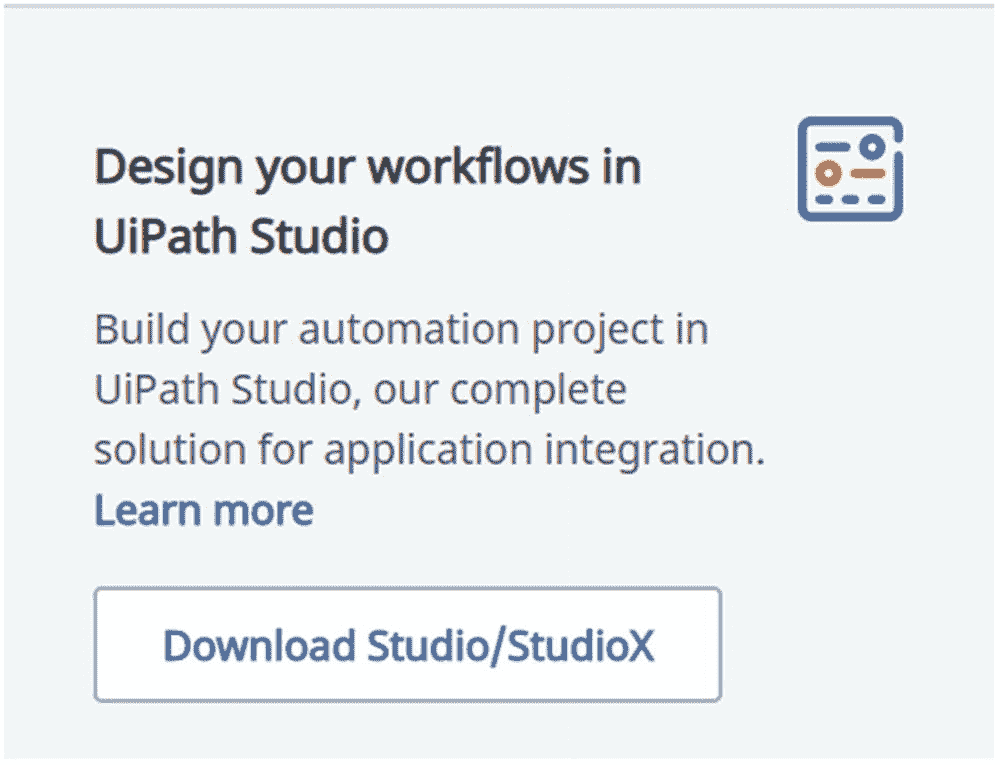 Design your workflows in
UiPath Studio
Build your automation project in
UiPath Studio, our complete
solution for application integration.
Learn more
Download Studio/StudioX